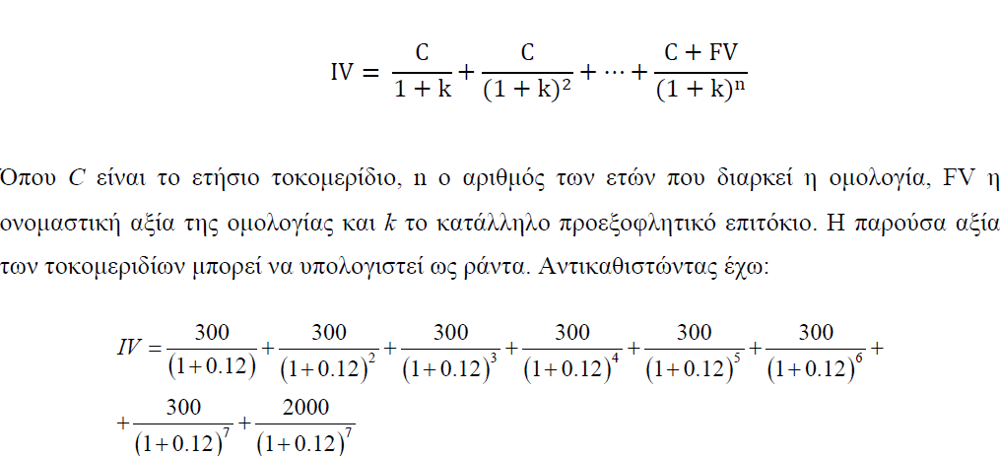 IV = C/(1 + k) + C/(1 + k)² + ⋯ + (C + FV)/(1 + k)ⁿ
Όπου C είναι το ετήσιο τοκομερίδιο, n ο αριθμός των ετών που διαρκεί η ομολογία, FV η
ονομαστική αξία της ομολογίας και k το κατάλληλο προεξοφλητικό επιτόκιο. Η παρούσα αξία
των τοκομεριδίων μπορεί να υπολογιστεί ως ράντα. Αντικαθιστώντας έχω:
IV = 300/(1+0.12) + 300/(1+0.12)² + 300/(1+0.12)³ + 300/(1+0.12)⁴ + 300/(1+0.12)⁵ + 300/(1+0.12)⁶ +
+ 300/(1+0.12)⁷ + 2000/(1+0.12)⁷